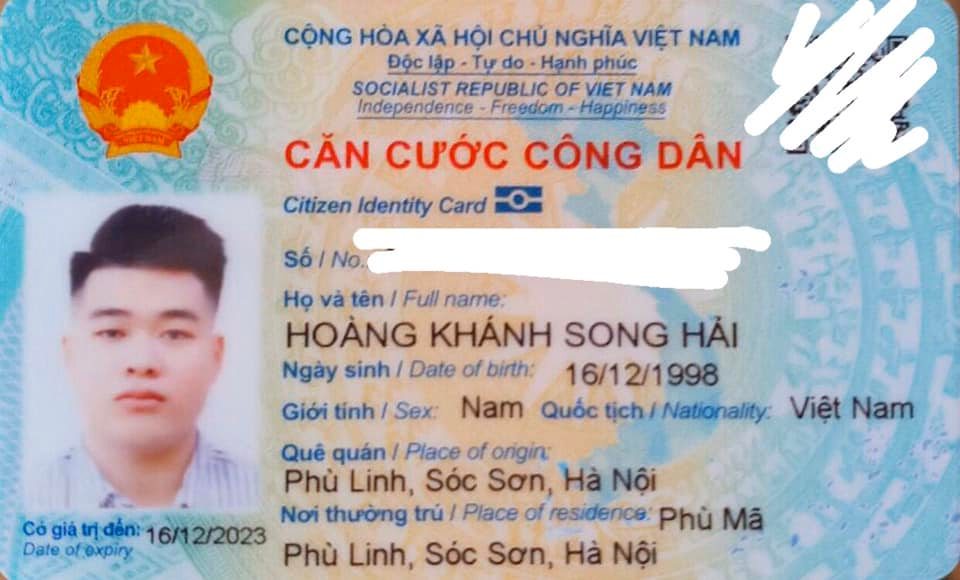 CỘNG HÒA XÃ HỘI CHỦ NGHĨA VIỆT NAM
Độc lập - Tự do - Hạnh phúc
SOCIALIST REPUBLIC OF VIET NAM
Independence - Freedom - Happiness
CĂN CƯỚC CÔNG DÂN
Citizen Identity Card
Số / No.:
Họ và tên / Full name:
HOÀNG KHÁNH SONG HẢI
Ngày sinh / Date of birth: 16/12/1998
Giới tính / Sex: Nam Quốc tịch / Nationality: Việt Nam
Quê quán / Place of origin:
Phù Linh, Sóc Sơn, Hà Nội
Nơi thường trú / Place of residence: Phù Mã
Phù Linh, Sóc Sơn, Hà Nội
Có giá trị đến: 16/12/2023
Date of expiry